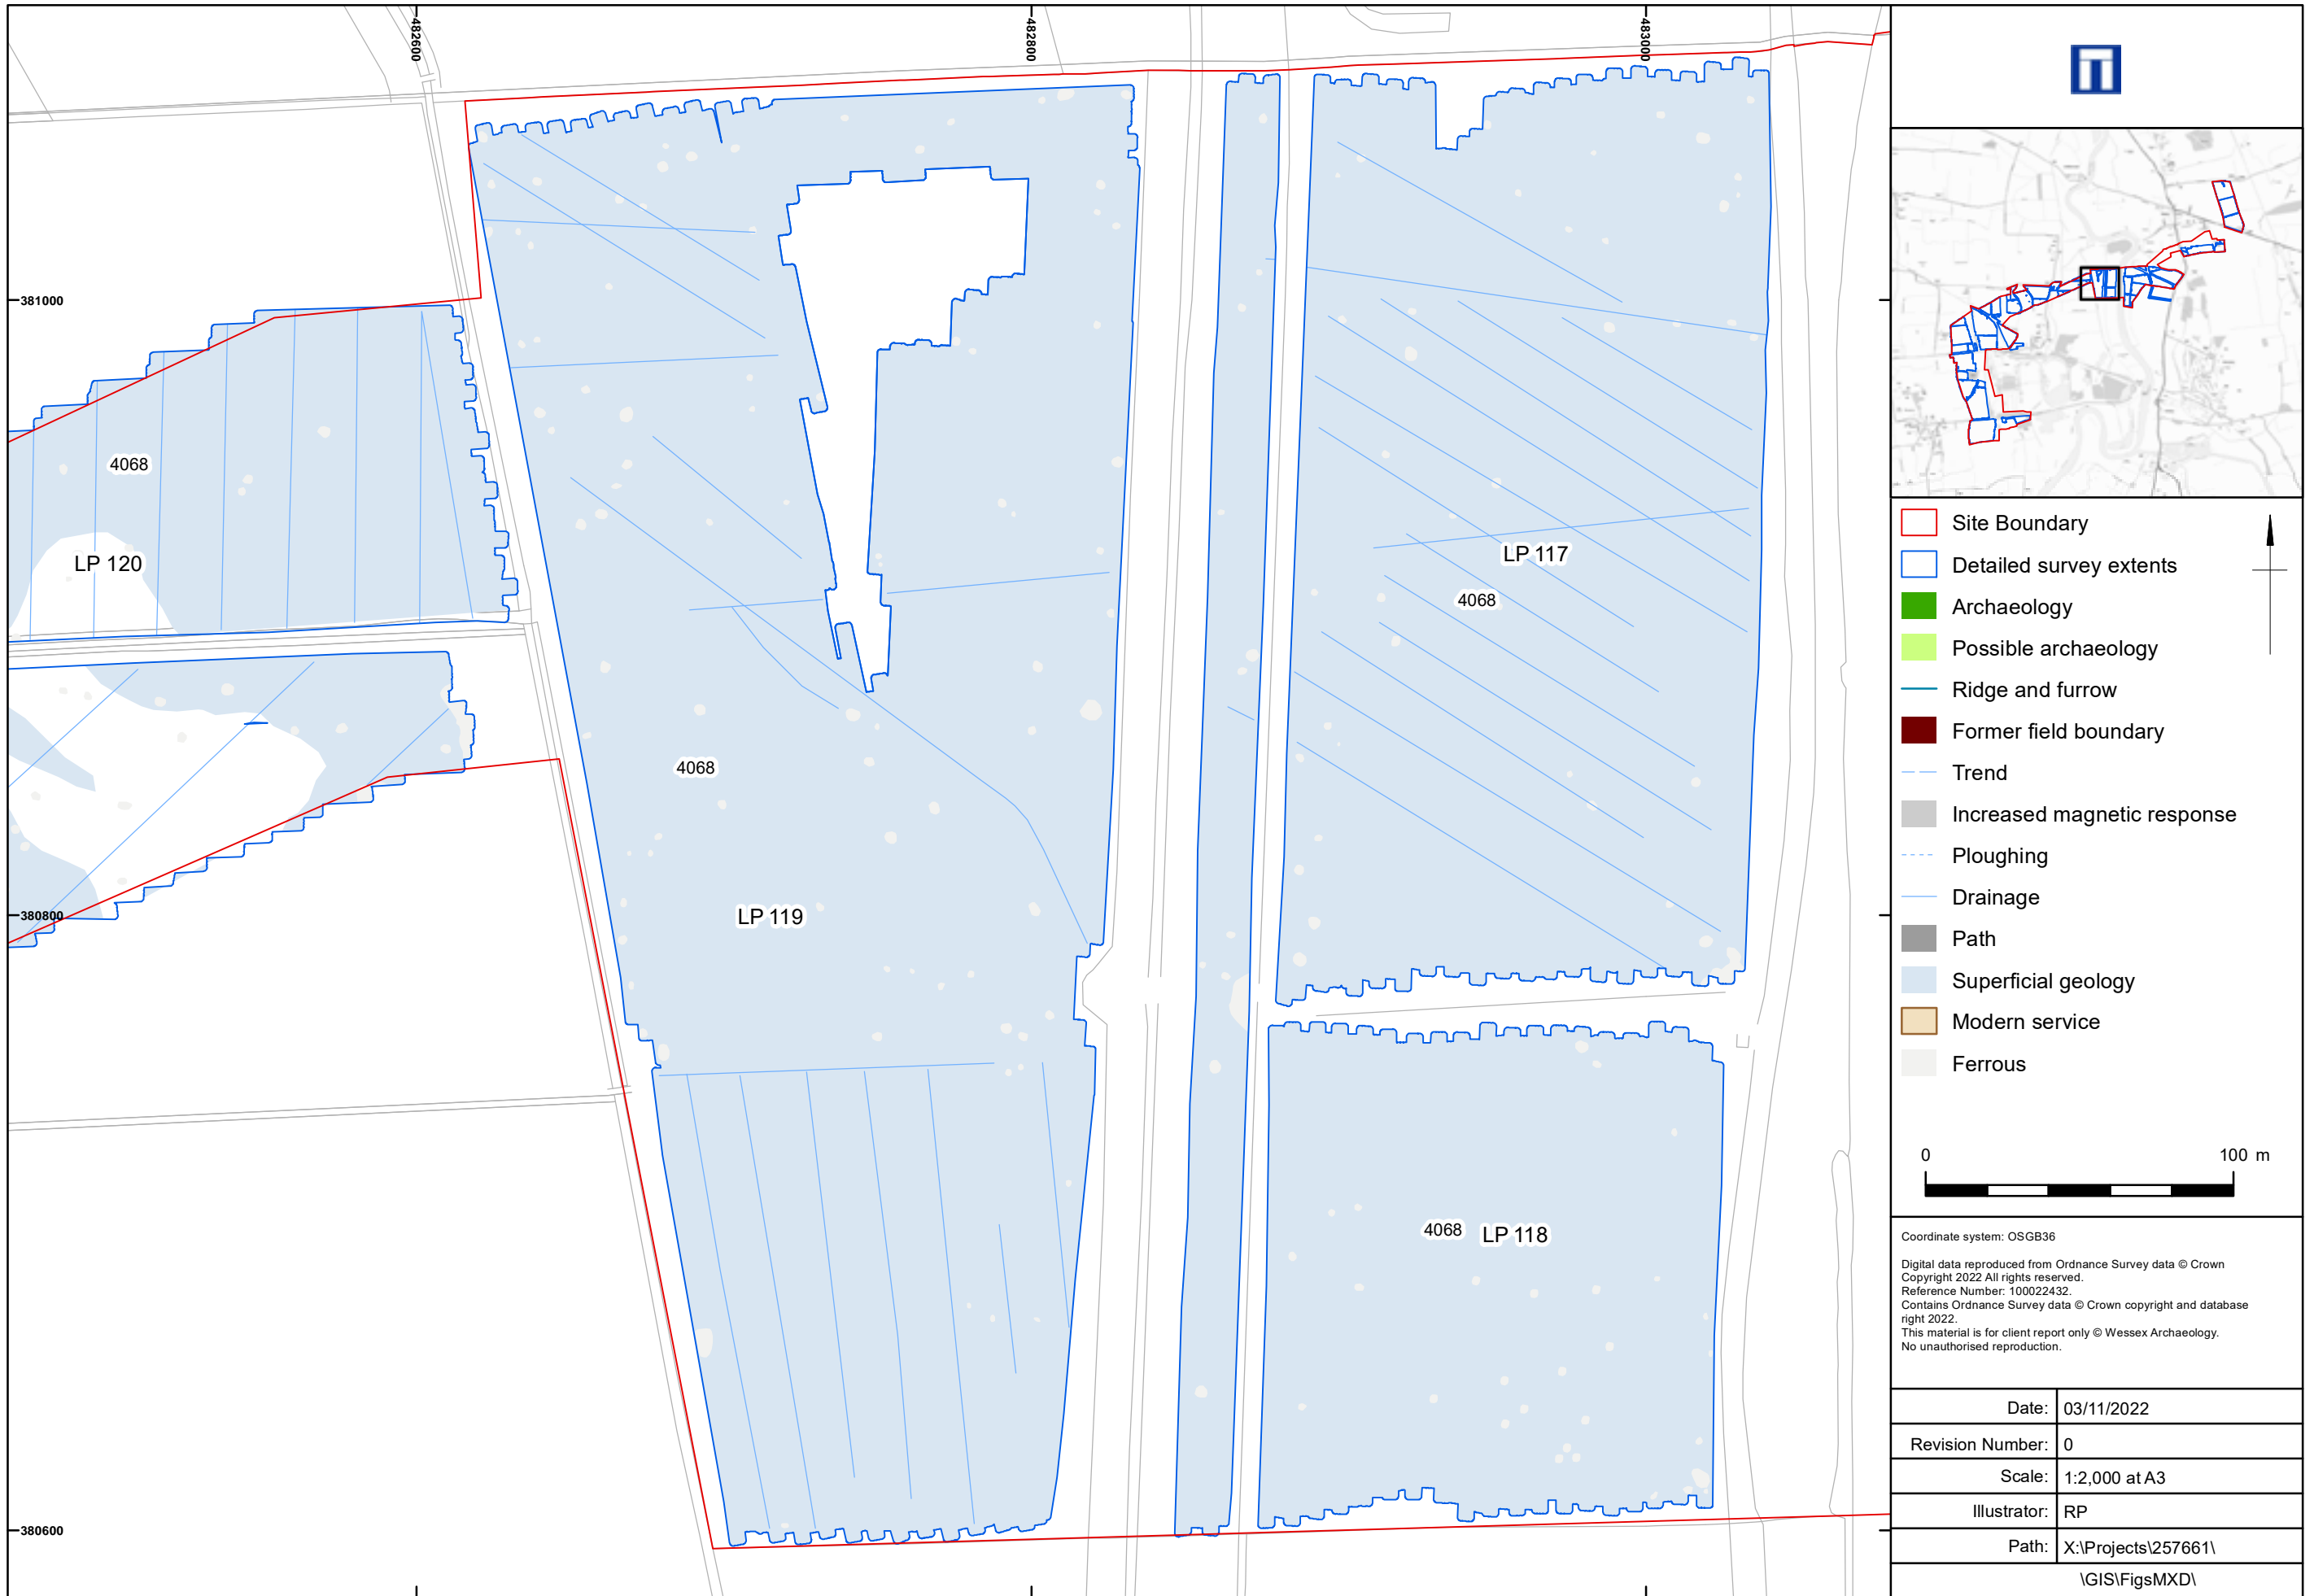 482600
482800
483000
381000
380800
380600
4068
LP 120
LP 117
4068
4068
LP 119
4068
LP 118
Site Boundary
Detailed survey extents
Archaeology
Possible archaeology
Ridge and furrow
Former field boundary
Trend
Increased magnetic response
Ploughing
Drainage
Path
Superficial geology
Modern service
Ferrous
0 100 m
Coordinate system: OSGB36
Digital data reproduced from Ordnance Survey data © Crown
Copyright 2022 All rights reserved.
Reference Number: 100022432.
Contains Ordnance Survey data © Crown copyright and database
right 2022.
This material is for client report only © Wessex Archaeology.
No unauthorised reproduction.
Date: 03/11/2022
Revision Number: 0
Scale: 1:2,000 at A3
Illustrator: RP
Path: X:\Projects\257661\
\GIS\FigsMXD\